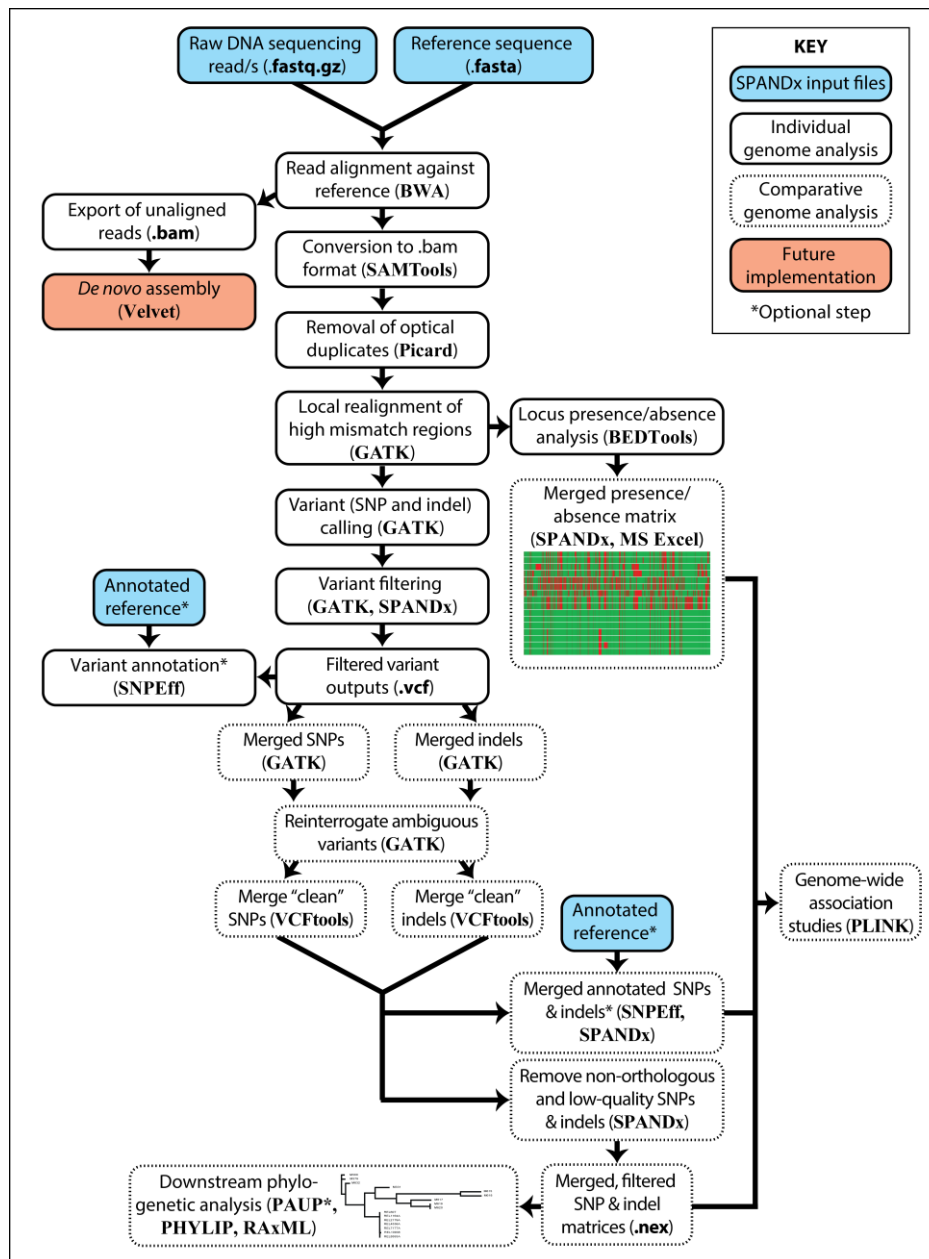 Raw DNA sequencing
read/s (.fastq.gz)
Reference sequence
(.fasta)
KEY
SPANDx input files
Individual
genome analysis
Comparative
genome analysis
Future
implementation
*Optional step
Read alignment against
reference (BWA)
Export of unaligned
reads (.bam)
Conversion to .bam
format (SAMTools)
De novo assembly
(Velvet)
Removal of optical
duplicates (Picard)
Local realignment of
high mismatch regions
(GATK)
Locus presence/absence
analysis (BEDTools)
Merged presence/
absence matrix
(SPANDx, MS Excel)
Variant (SNP and indel)
calling (GATK)
Variant filtering
(GATK, SPANDx)
Annotated
reference*
Variant annotation*
(SNPEff)
Filtered variant
outputs (.vcf)
Merged SNPs
(GATK)
Merged indels
(GATK)
Reinterrogate ambiguous
variants (GATK)
Merge “clean”
SNPs (VCFtools)
Merge “clean”
indels (VCFtools)
Annotated
reference*
Genome-wide
association
studies (PLINK)
Merged annotated SNPs
& indels* (SNPEff,
SPANDx)
Remove non-orthologous
and low-quality SNPs
& indels (SPANDx)
Merged, filtered
SNP & indel
matrices (.nex)
Downstream phylo-
genetic analysis (PAUP*,
PHYLIP, RAxML)